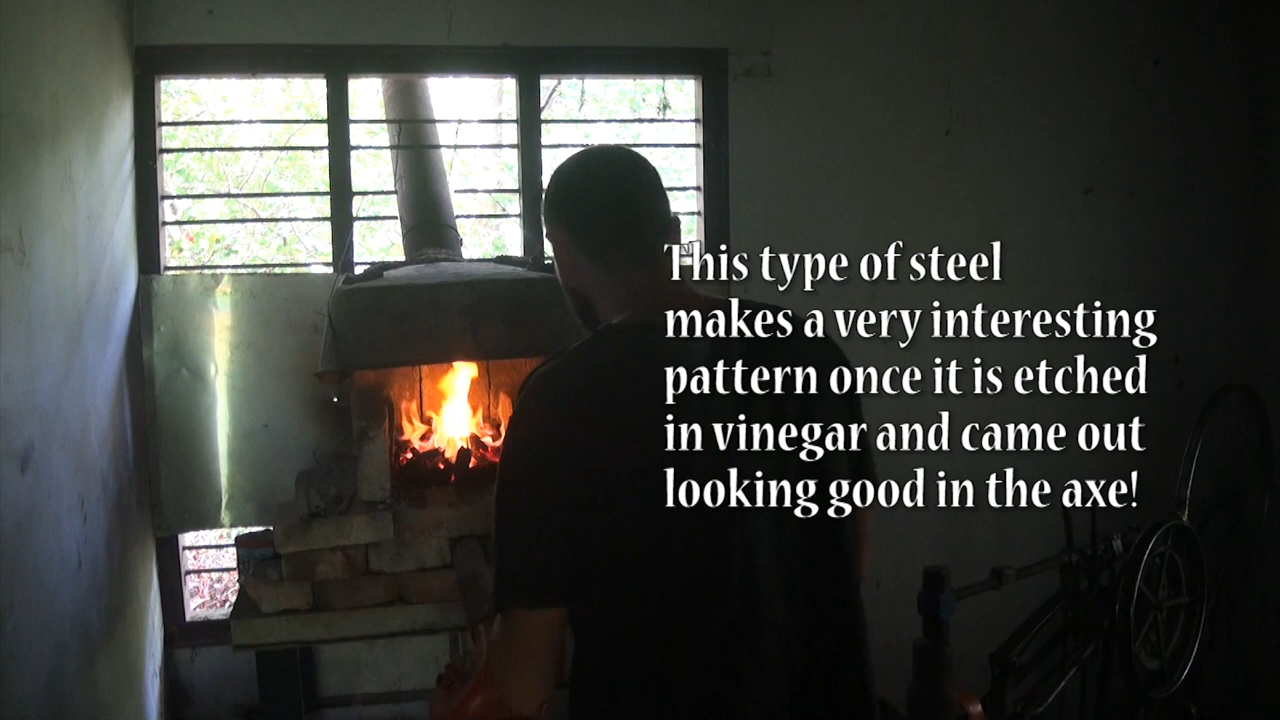 This type of steel
makes a very interesting
pattern once it is etched
in vinegar and came out
looking good in the axe!